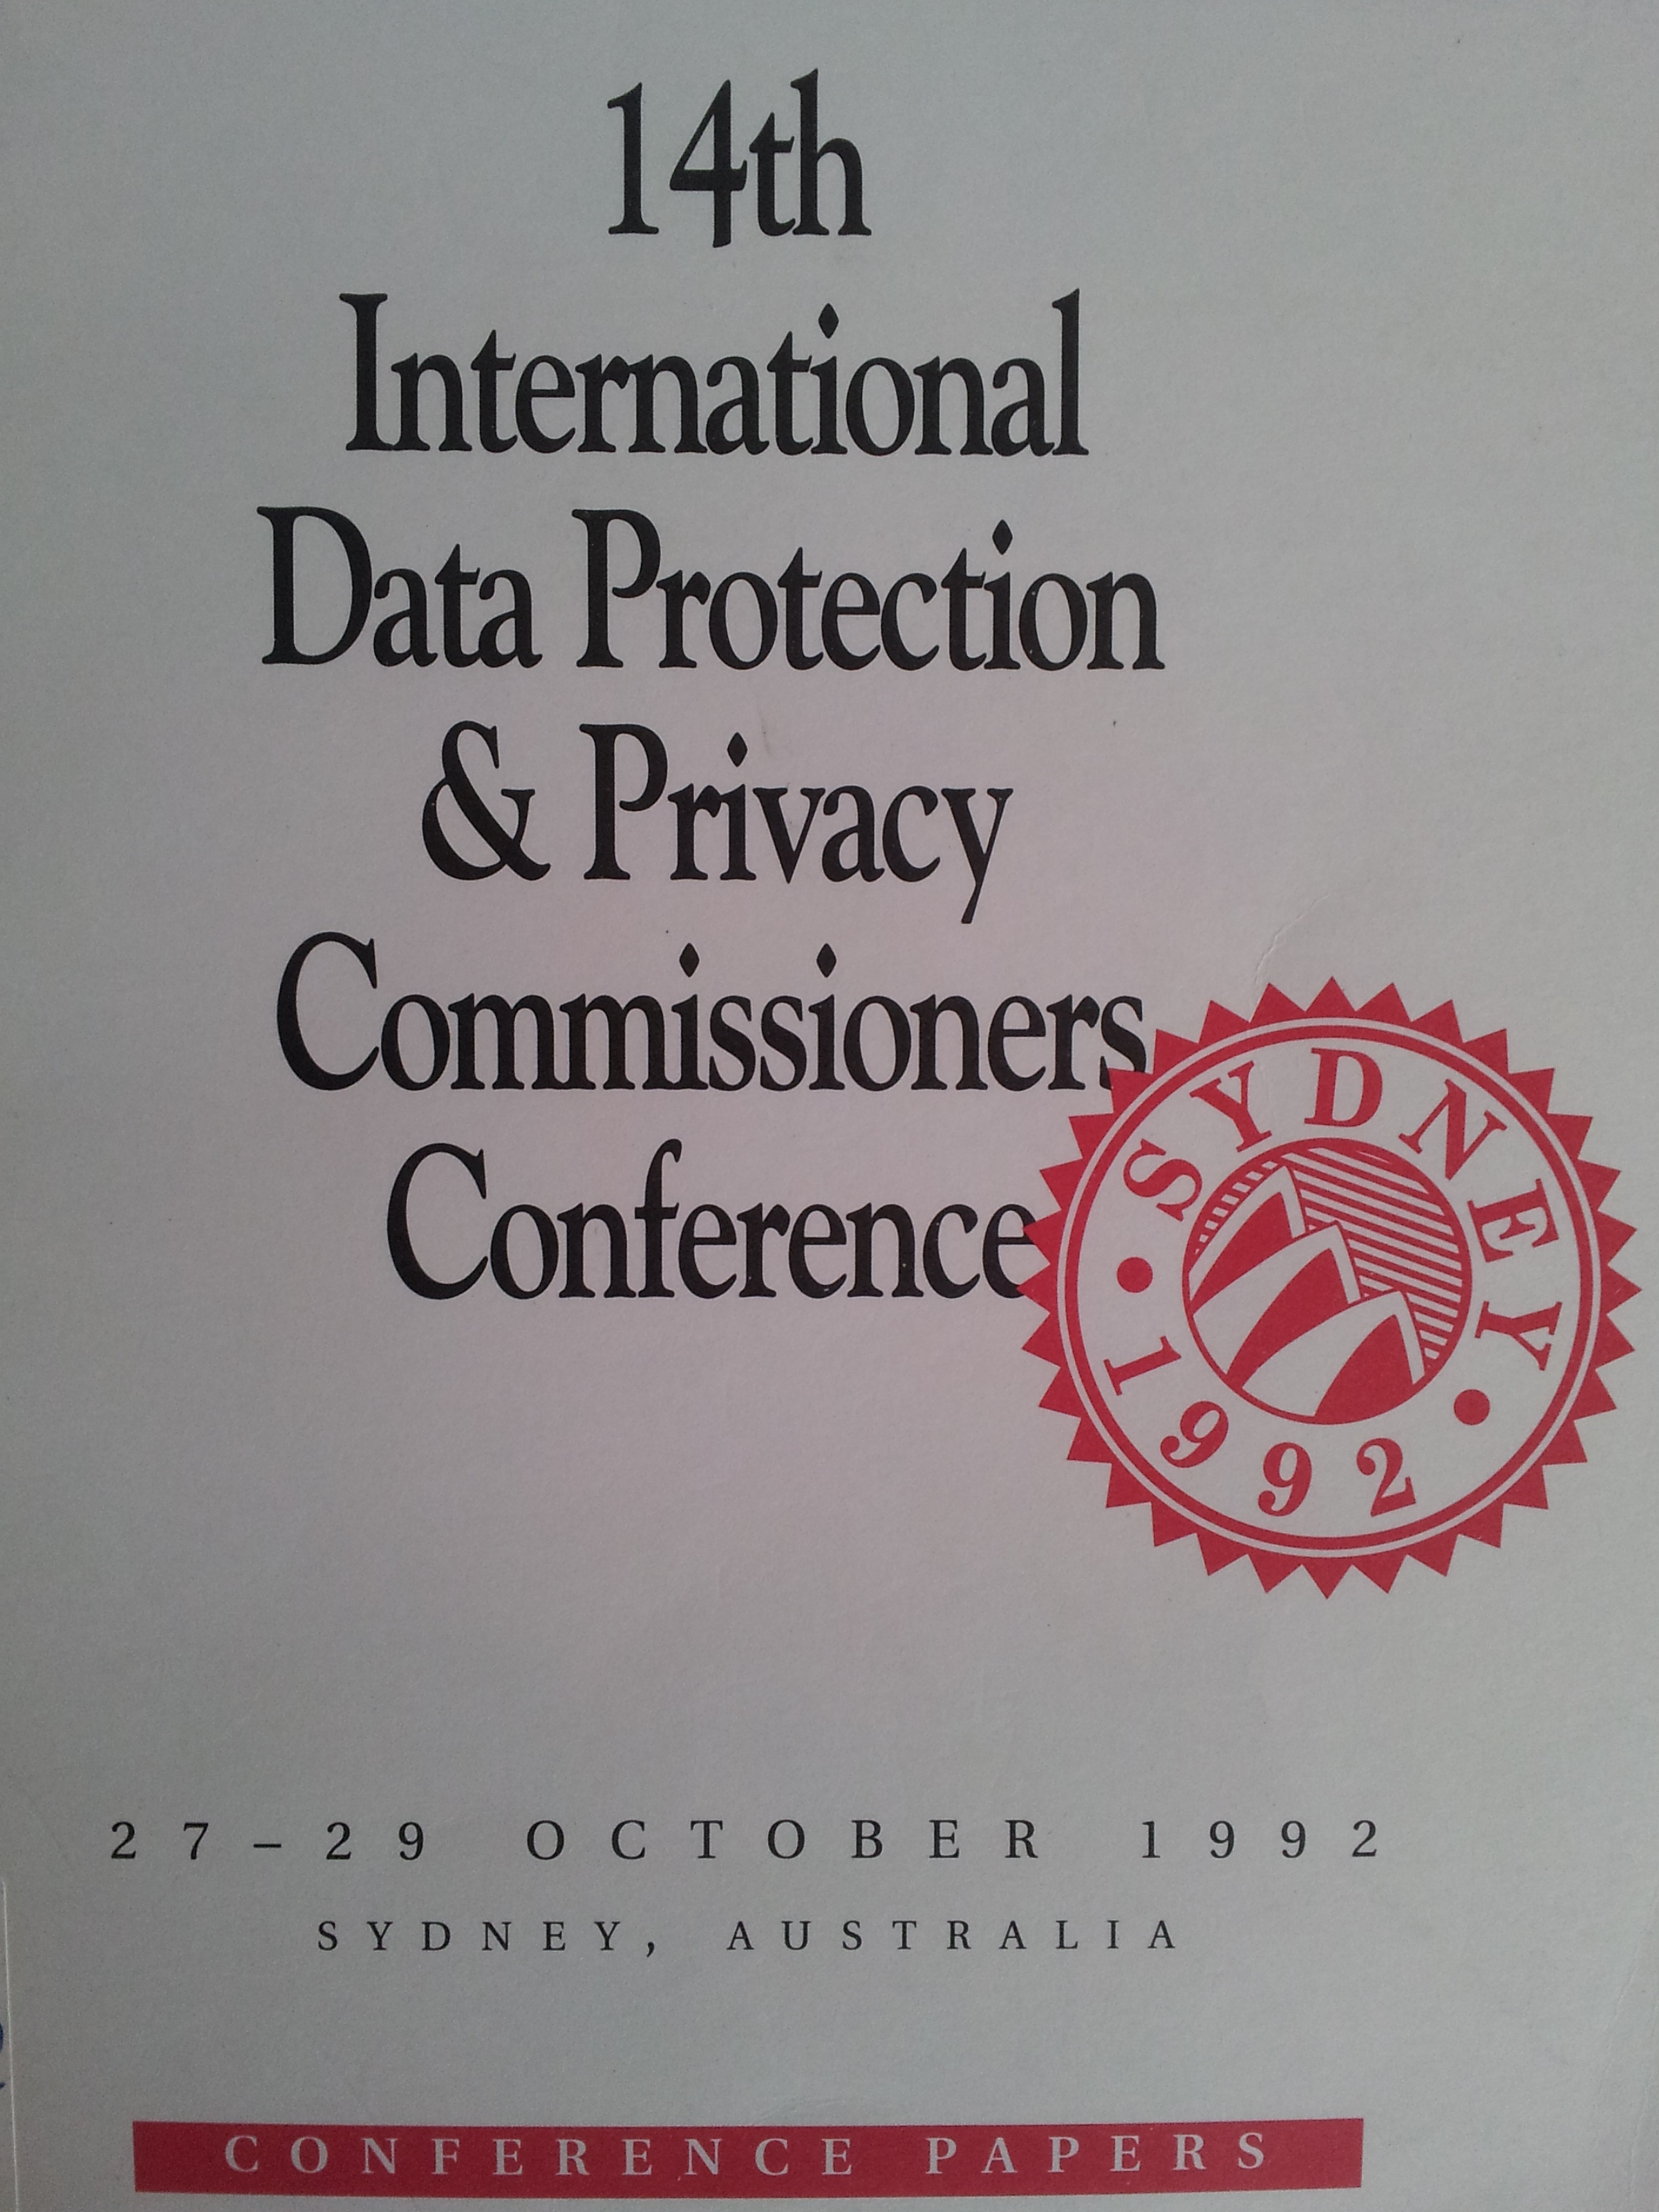 14th
International
Data Protection
& Privacy
Commissioners
Conference
SYDNEY
1992
27–29 OCTOBER 1992
SYDNEY, AUSTRALIA
CONFERENCE PAPERS